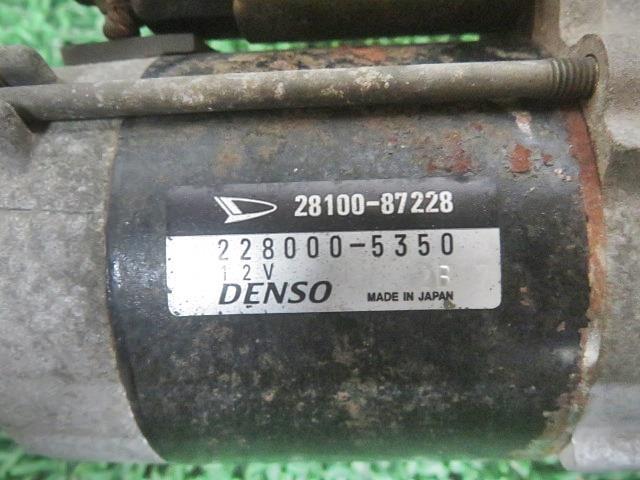 28100-87228
228000-5350
12V
DENSO MADE IN JAPAN